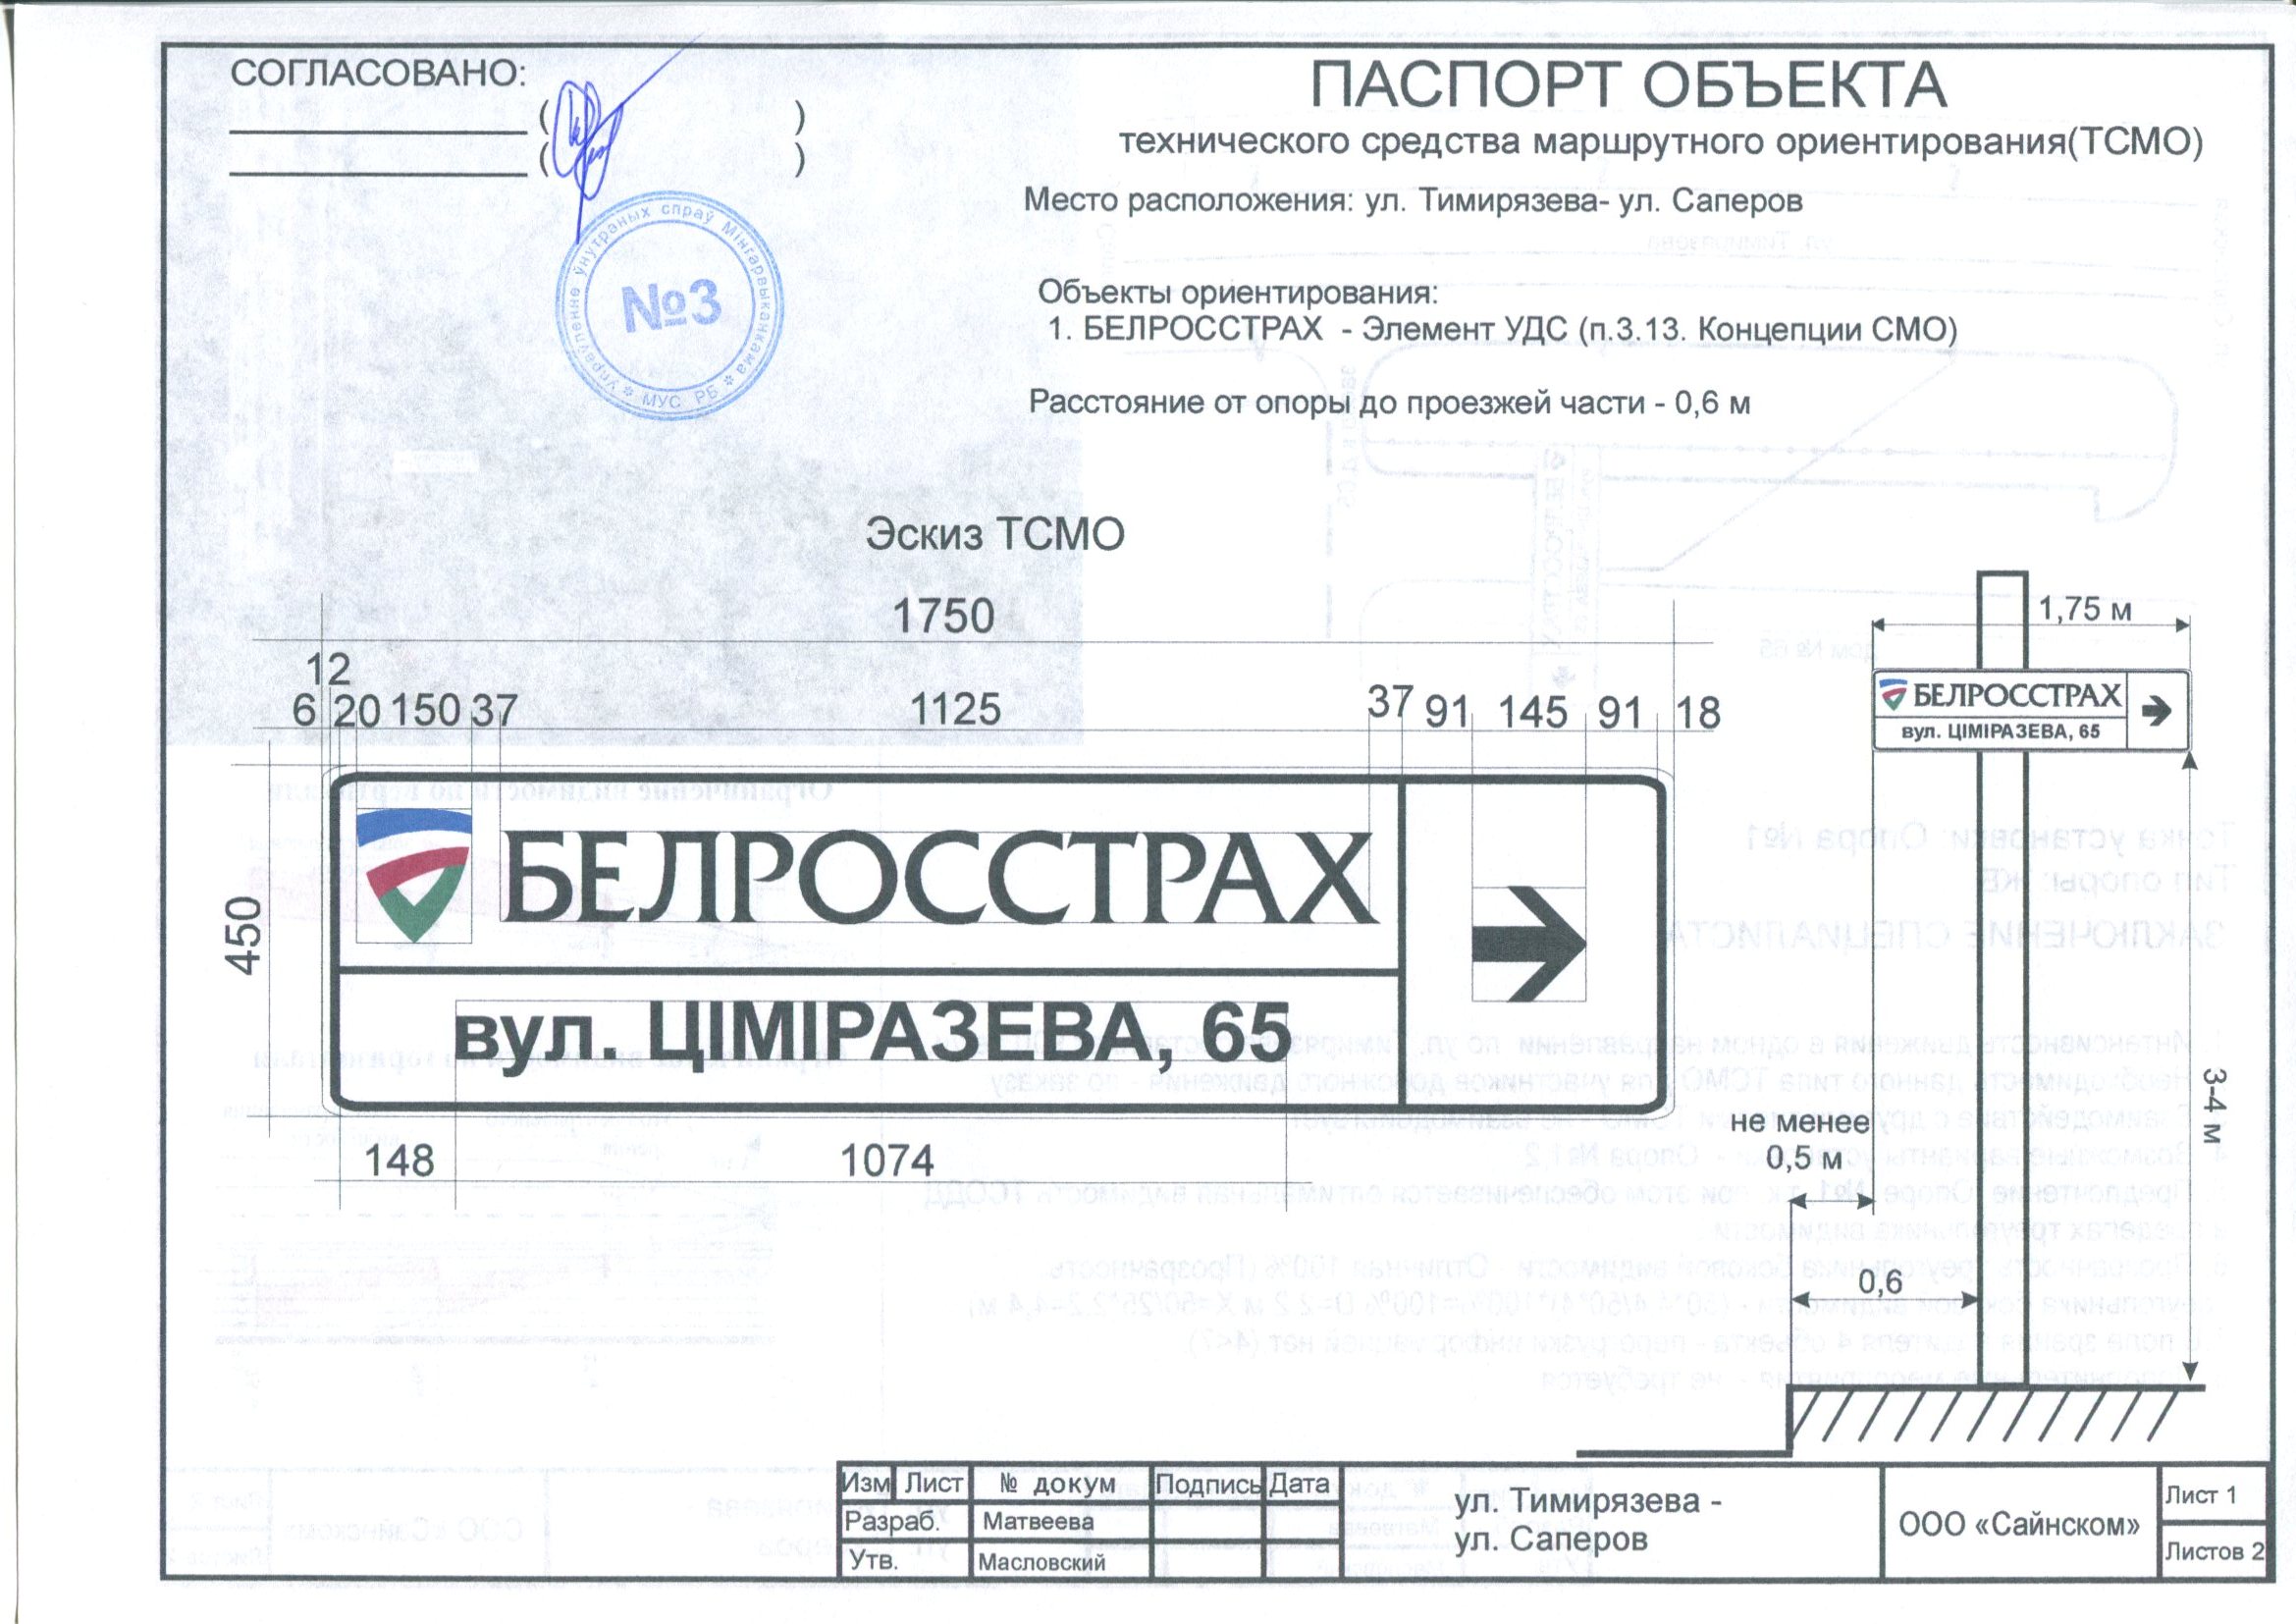 СОГЛАСОВАНО:
( )
( )
Упраўленне ўнутраных спраў Мінгарвыканкама
МУС РБ
№3
ПАСПОРТ ОБЪЕКТА
технического средства маршрутного ориентирования(ТСМО)
Место расположения: ул. Тимирязева- ул. Саперов
Объекты ориентирования:
1. БЕЛРОССТРАХ - Элемент УДС (п.3.13. Концепции СМО)
Расстояние от опоры до проезжей части - 0,6 м
Эскиз ТСМО
1750
12
6 20 150 37 1125 37 91 145 91 18
450
БЕЛРОССТРАХ
вул. ЦІМІРАЗЕВА, 65
148 1074
1,75 м
БЕЛРОССТРАХ
вул. ЦІМІРАЗЕВА, 65
3-4 м
не менее
0,5 м
0,6
Изм Лист № докум Подпись Дата
Разраб. Матвеева
Утв. Масловский
ул. Тимирязева -
ул. Саперов
ООО «Сайнском»
Лист 1
Листов 2